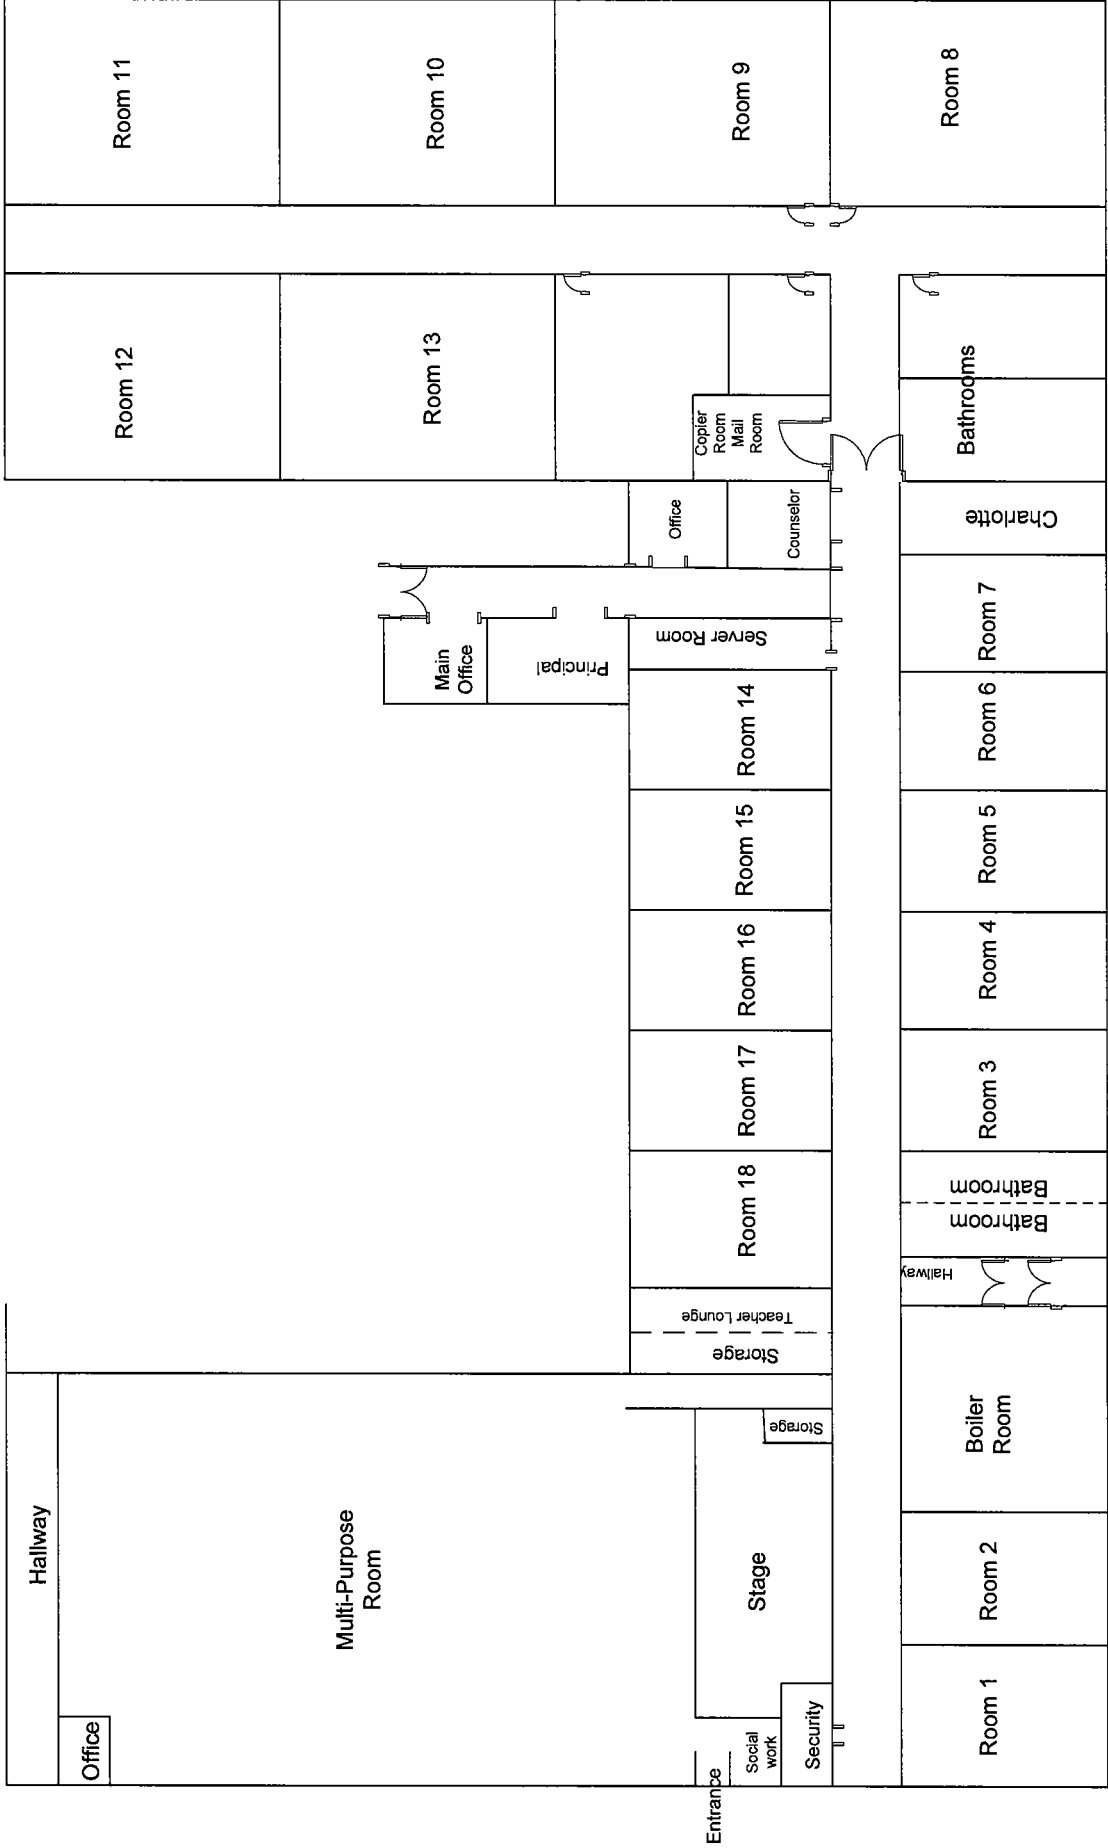 Room 11
Room 10
Room 9
Room 8
Room 12
Room 13
Copier
Room
Mail
Room
Bathrooms
Office
Counselor
Charlotte
Main
Office
Principal
Server Room
Room 7
Room 14
Room 6
Room 15
Room 5
Room 16
Room 4
Room 17
Room 3
Room 18
Bathroom
Bathroom
Hallway
Teacher Lounge
Storage
Storage
Boiler
Room
Hallway
Multi-Purpose
Room
Stage
Room 2
Office
Entrance
Social
work
Security
Room 1